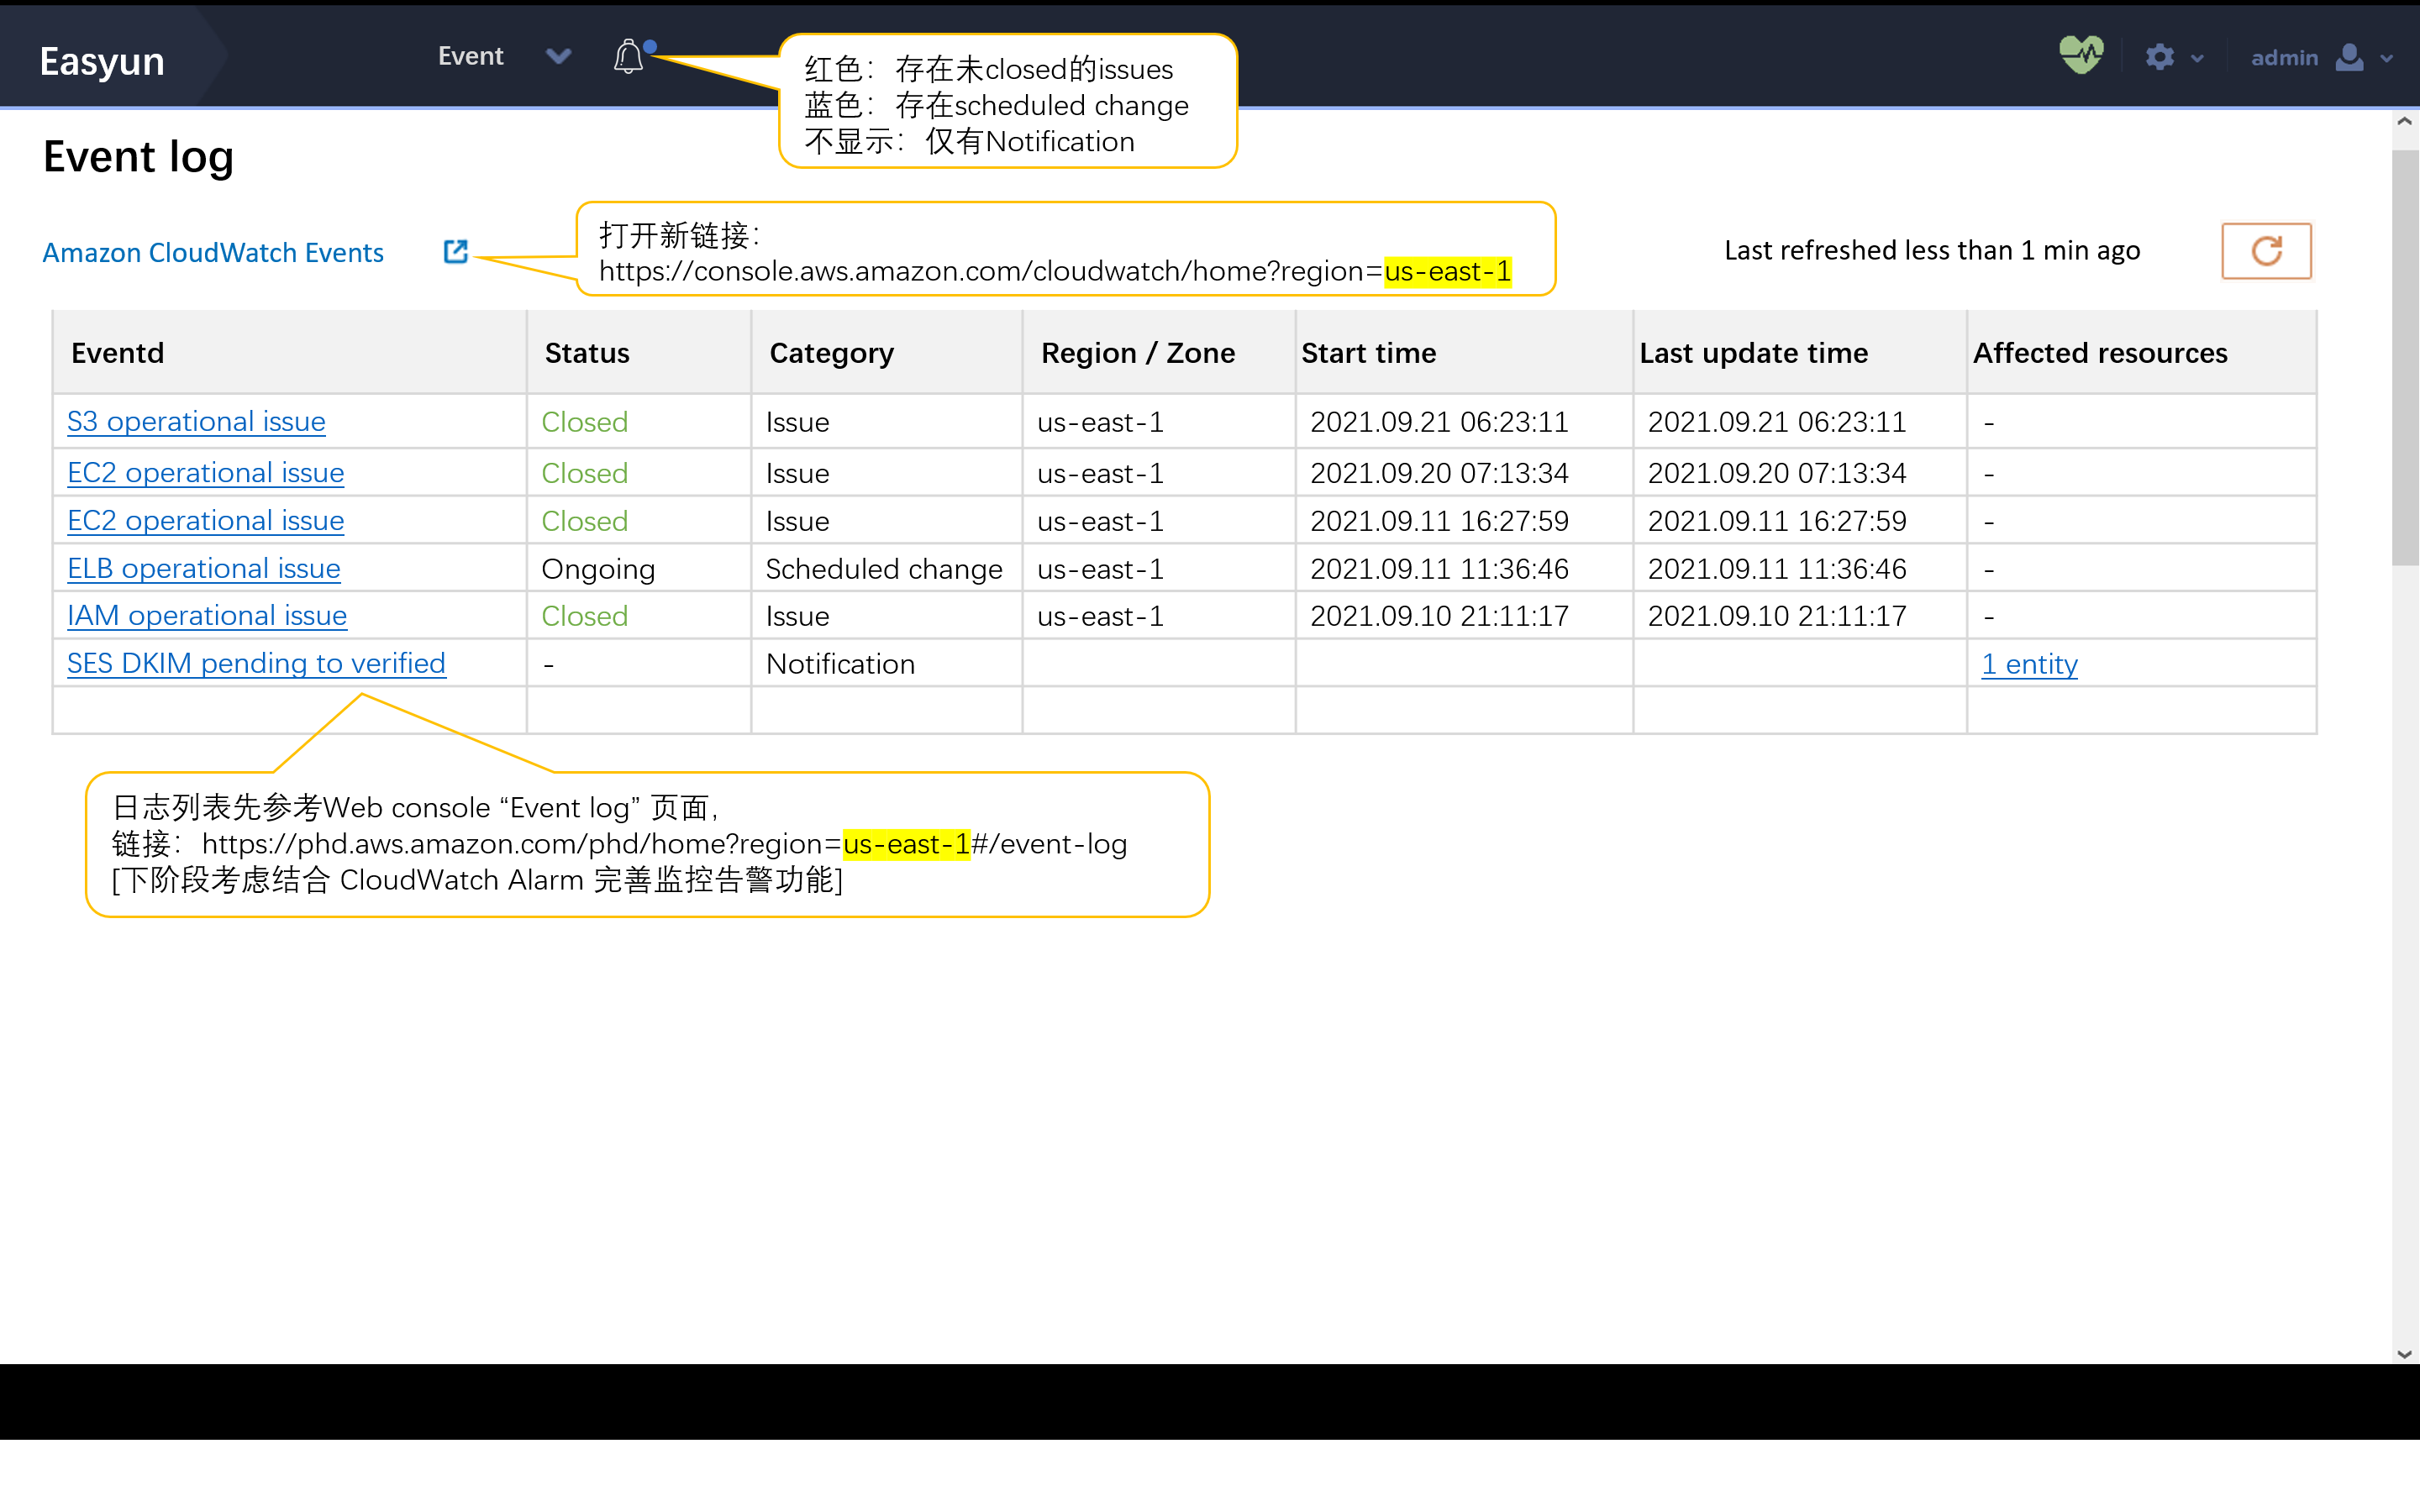 Easyun
Event
admin
红色：存在未closed的issues
蓝色：存在scheduled change
不显示：仅有Notification
Event log
Amazon CloudWatch Events
打开新链接：
https://console.aws.amazon.com/cloudwatch/home?region=us-east-1
Last refreshed less than 1 min ago
Eventd Status Category Region / Zone Start time Last update time Affected resources
S3 operational issue Closed Issue us-east-1 2021.09.21 06:23:11 2021.09.21 06:23:11 -
EC2 operational issue Closed Issue us-east-1 2021.09.20 07:13:34 2021.09.20 07:13:34 -
EC2 operational issue Closed Issue us-east-1 2021.09.11 16:27:59 2021.09.11 16:27:59 -
ELB operational issue Ongoing Scheduled change us-east-1 2021.09.11 11:36:46 2021.09.11 11:36:46 -
IAM operational issue Closed Issue us-east-1 2021.09.10 21:11:17 2021.09.10 21:11:17 -
SES DKIM pending to verified - Notification 1 entity
日志列表先参考Web console “Event log” 页面，
链接：https://phd.aws.amazon.com/phd/home?region=us-east-1#/event-log
[下阶段考虑结合 CloudWatch Alarm 完善监控告警功能]